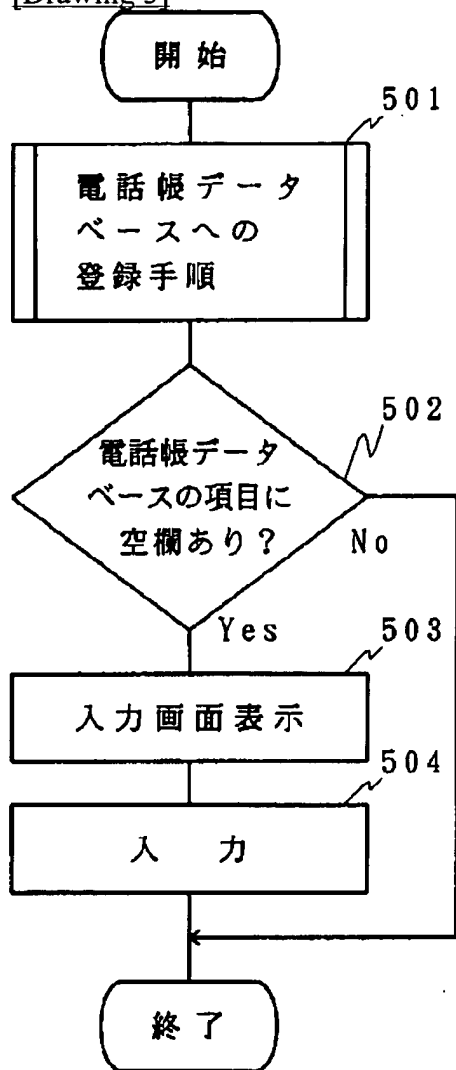 開始
501
電話帳データ
ベースへの
登録手順
502
電話帳データ
ベースの項目に
空欄あり？
No
Yes
503
入力画面表示
504
入 力
終了